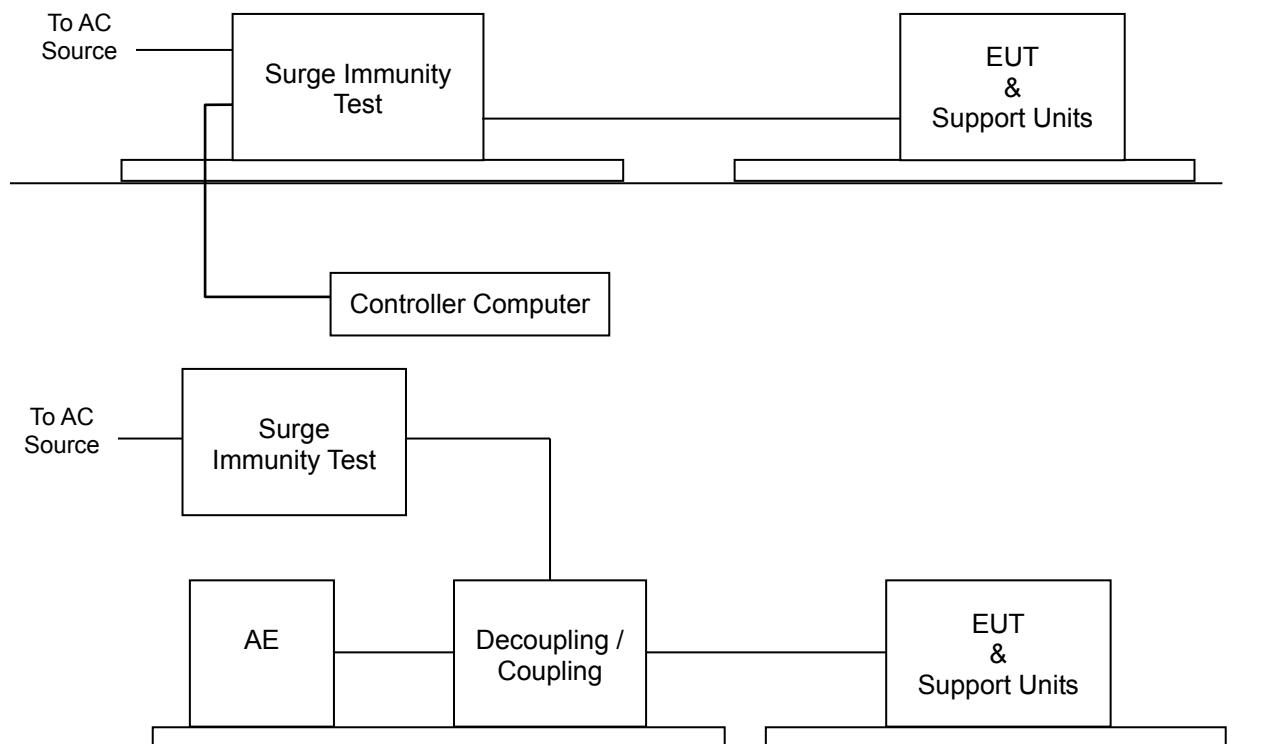 To AC
Source
Surge Immunity
Test
EUT
&
Support Units
Controller Computer
To AC
Source
Surge
Immunity Test
AE
Decoupling /
Coupling
EUT
&
Support Units